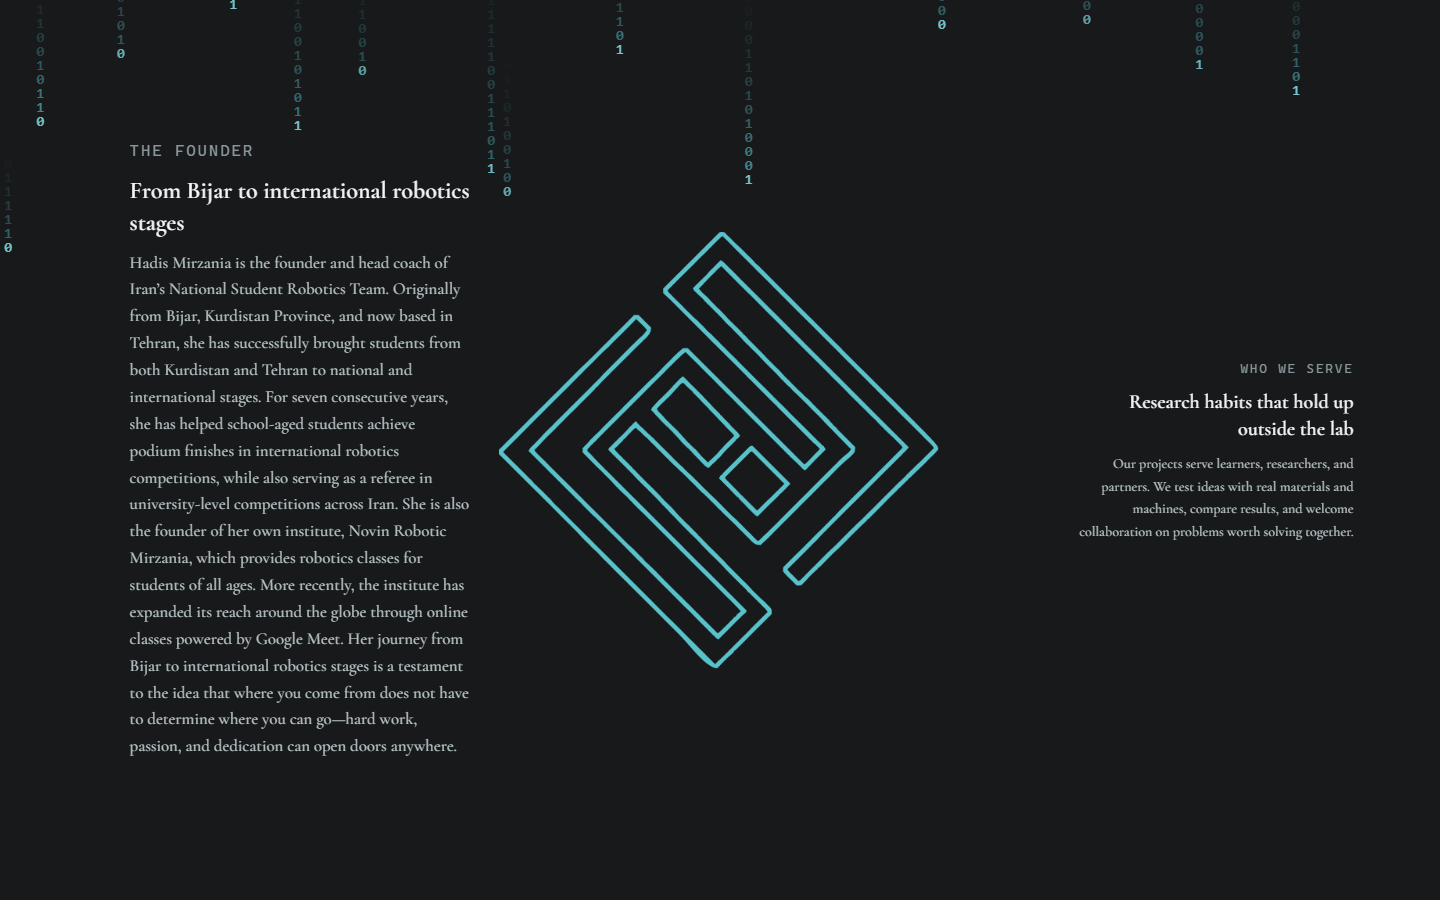 THE FOUNDER
From Bijar to international robotics
stages
Hadis Mirzania is the founder and head coach of
Iran’s National Student Robotics Team. Originally
from Bijar, Kurdistan Province, and now based in
Tehran, she has successfully brought students from
both Kurdistan and Tehran to national and
international stages. For seven consecutive years,
she has helped school-aged students achieve
podium finishes in international robotics
competitions, while also serving as a referee in
university-level competitions across Iran. She is also
the founder of her own institute, Novin Robotic
Mirzania, which provides robotics classes for
students of all ages. More recently, the institute has
expanded its reach around the globe through online
classes powered by Google Meet. Her journey from
Bijar to international robotics stages is a testament
to the idea that where you come from does not have
to determine where you can go—hard work,
passion, and dedication can open doors anywhere.
WHO WE SERVE
Research habits that hold up
outside the lab
Our projects serve learners, researchers, and
partners. We test ideas with real materials and
machines, compare results, and welcome
collaboration on problems worth solving together.